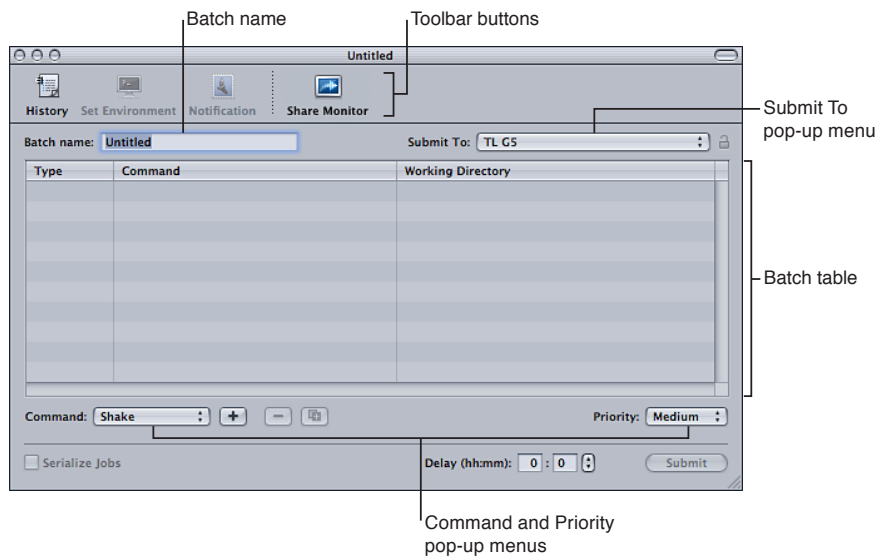 Batch name
Toolbar buttons
Untitled
History Set Environment Notification Share Monitor
Submit To
pop-up menu
Batch name: Untitled Submit To: TL G5
Type Command Working Directory
Batch table
Command: Shake Priority: Medium
Serialize Jobs Delay (hh:mm): 0 : 0 Submit
Command and Priority
pop-up menus